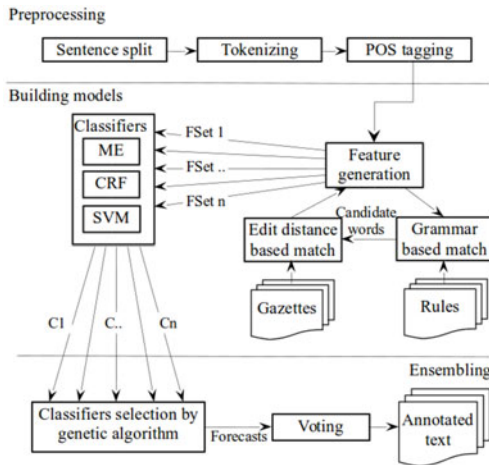 Preprocessing
Sentence split
Tokenizing
POS tagging
Building models
Classifiers
ME
CRF
SVM
FSet 1
FSet ..
FSet n
Feature
generation
Candidate
words
Edit distance
based match
Grammar
based match
Gazettes
Rules
C1
C..
Cn
Ensembling
Classifiers selection by
genetic algorithm
Forecasts
Voting
Annotated
text